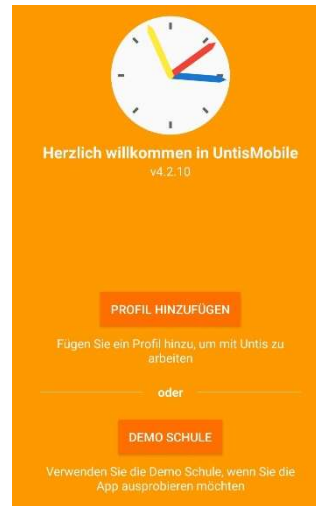 Herzlich willkommen in UntisMobile
v4.2.10
PROFIL HINZUFÜGEN
Fügen Sie ein Profil hinzu, um mit Untis zu
arbeiten
oder
DEMO SCHULE
Verwenden Sie die Demo Schule, wenn Sie die
App ausprobieren möchten